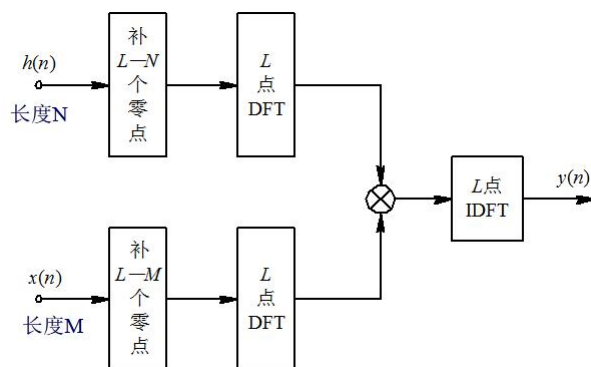 h(n)
长度N
补
L—N
个
零
点
L
点
DFT
x(n)
长度M
补
L—M
个
零
点
L
点
DFT
L点
IDFT
y(n)